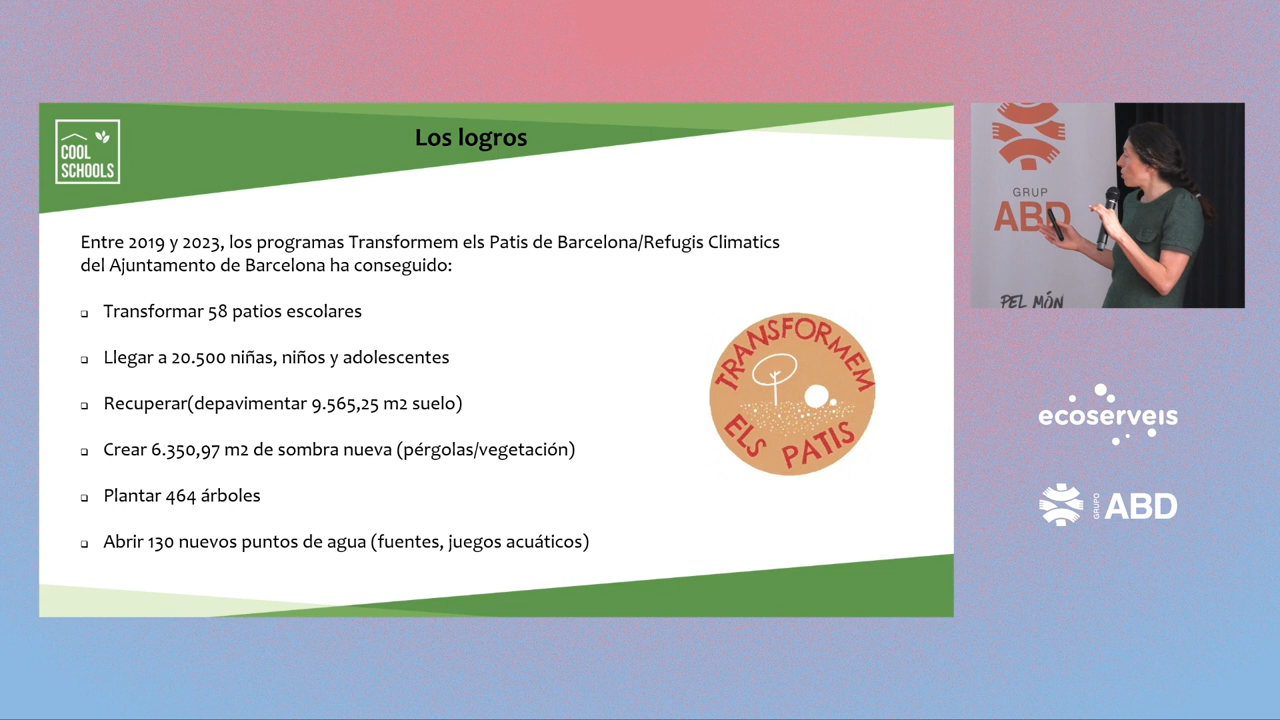 COOL
SCHOOLS
Los logros
Entre 2019 y 2023, los programas Transformem els Patis de Barcelona/Refugis Climatics
del Ajuntamento de Barcelona ha conseguido:
Transformar 58 patios escolares
Llegar a 20.500 niñas, niños y adolescentes
Recuperar(depavimentar 9.565,25 m2 suelo)
Crear 6.350,97 m2 de sombra nueva (pérgolas/vegetación)
Plantar 464 árboles
Abrir 130 nuevos puntos de agua (fuentes, juegos acuáticos)
TRANSFORMEM
ELS PATIS
GRUP
ABD
PEL MÓN
ecoserveis
GRUPO ABD